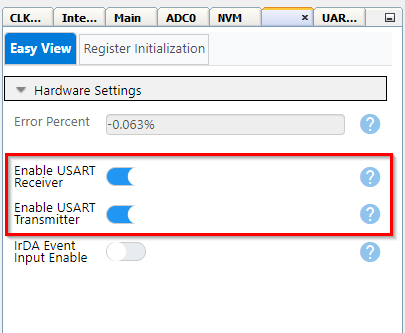 CLK... Inte... Main ADC0 NVM × UAR...
Easy View Register Initialization
Hardware Settings
Error Percent -0.063% ?
Enable USART
Receiver ?
Enable USART
Transmitter ?
IrDA Event
Input Enable ?